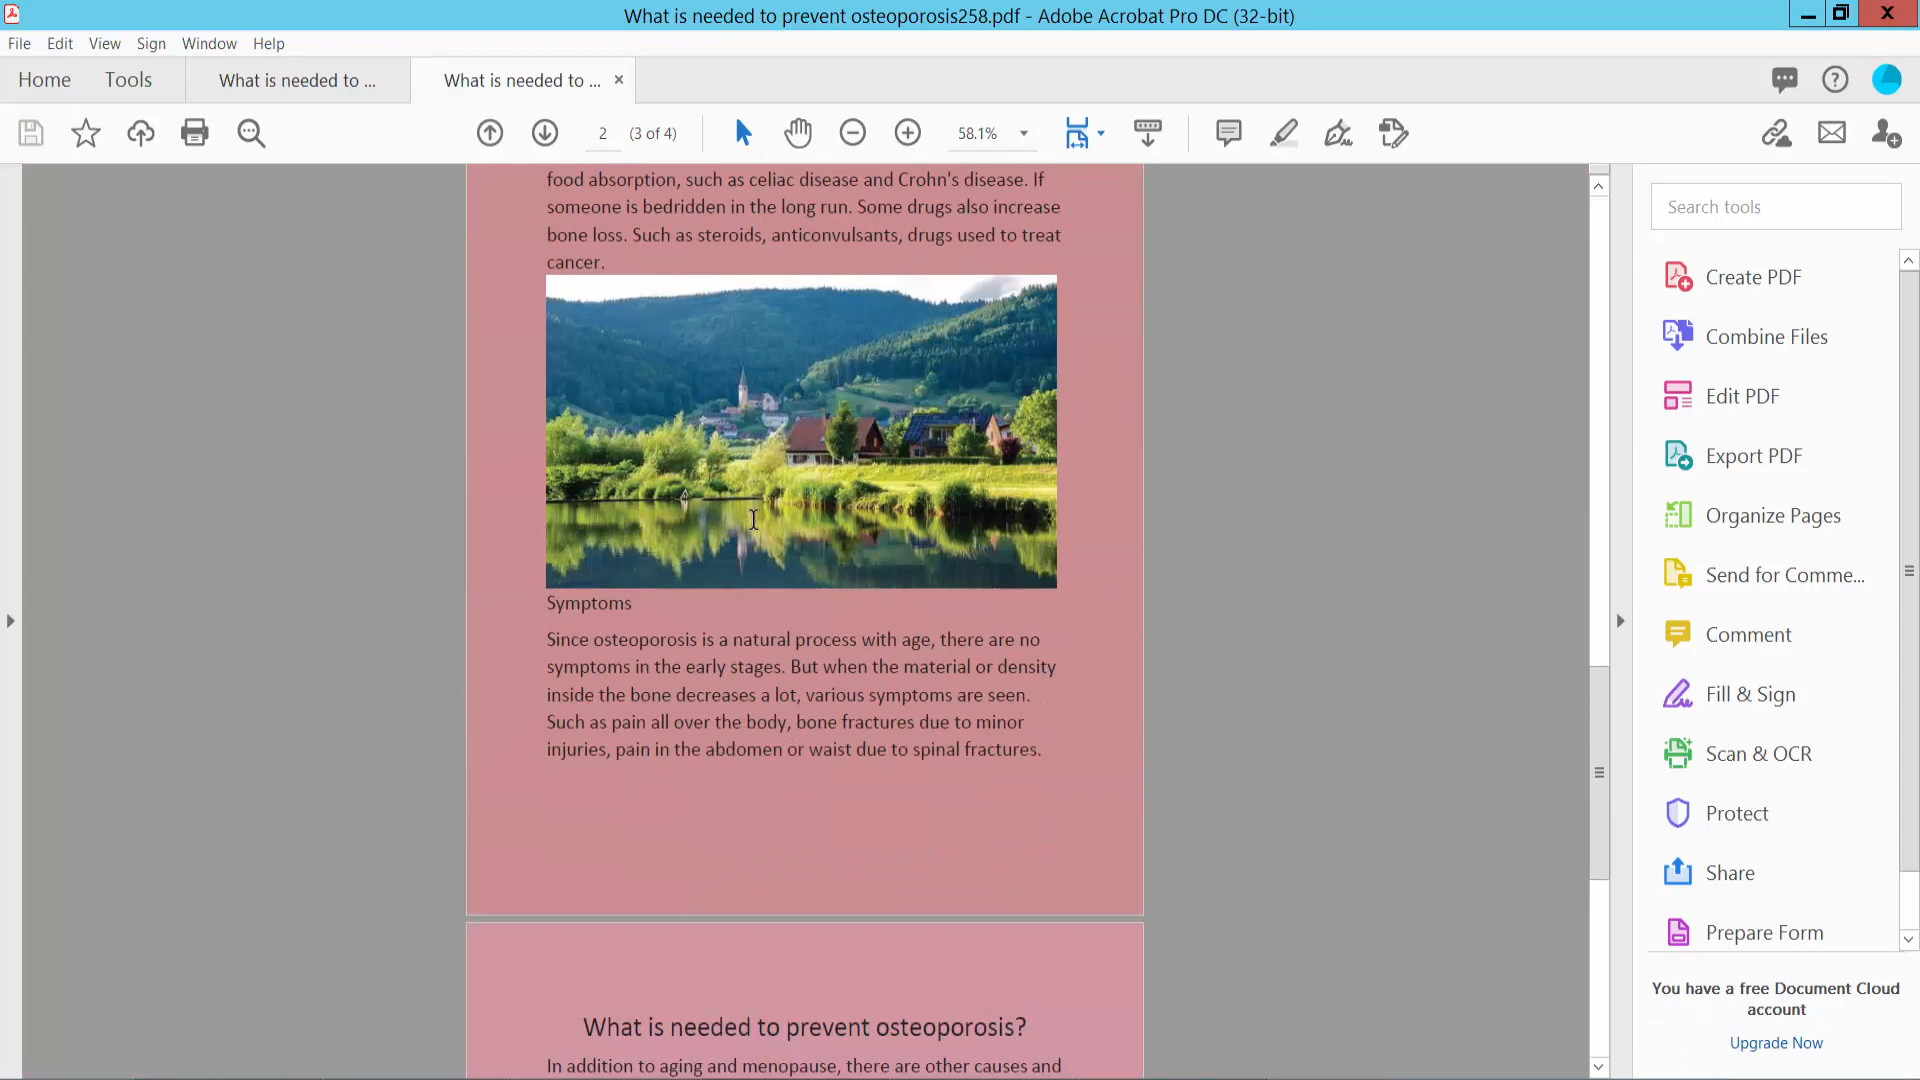 What is needed to prevent osteoporosis258.pdf - Adobe Acrobat Pro DC (32-bit)
File Edit View Sign Window Help
Home Tools What is needed to ... What is needed to ...
2 (3 of 4) 58.1%
food absorption, such as celiac disease and Crohn's disease. If
someone is bedridden in the long run. Some drugs also increase
bone loss. Such as steroids, anticonvulsants, drugs used to treat
cancer.
Symptoms
Since osteoporosis is a natural process with age, there are no
symptoms in the early stages. But when the material or density
inside the bone decreases a lot, various symptoms are seen.
Such as pain all over the body, bone fractures due to minor
injuries, pain in the abdomen or waist due to spinal fractures.
What is needed to prevent osteoporosis?
In addition to aging and menopause, there are other causes and
Search tools
Create PDF
Combine Files
Edit PDF
Export PDF
Organize Pages
Send for Comme...
Comment
Fill & Sign
Scan & OCR
Protect
Share
Prepare Form
You have a free Document Cloud
account
Upgrade Now